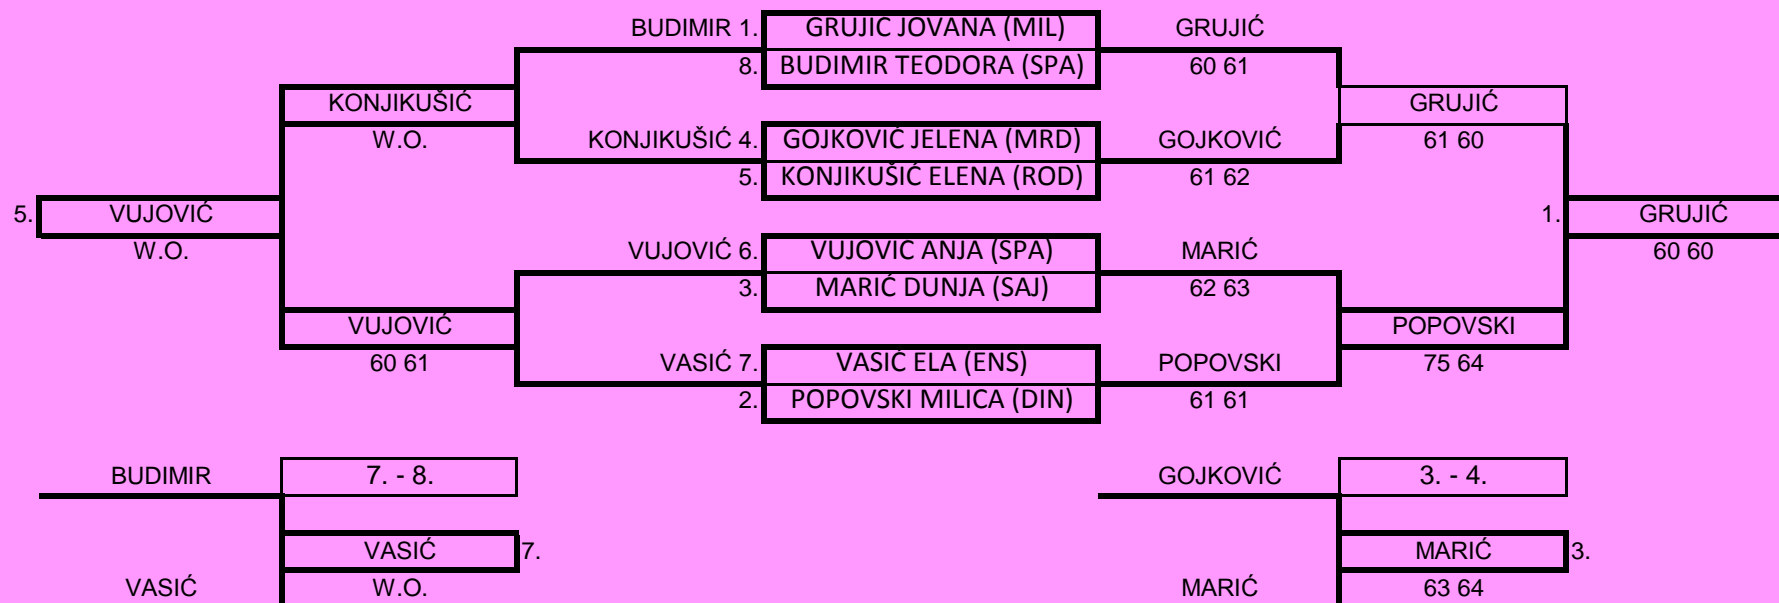 BUDIMIR 1. GRUJIĆ JOVANA (MIL) GRUJIĆ
8. BUDIMIR TEODORA (SPA) 60 61
KONJIKUŠIĆ GRUJIĆ
W.O. KONJIKUŠIĆ 4. GOJKOVIĆ JELENA (MRD) GOJKOVIĆ 61 60
5. KONJIKUŠIĆ ELENA (ROD) 61 62
5. VUJOVIĆ 1. GRUJIĆ
W.O. VUJOVIĆ 6. VUJOVIĆ ANJA (SPA) MARIĆ 60 60
3. MARIĆ DUNJA (SAJ) 62 63
VUJOVIĆ POPOVSKI
60 61 VASIĆ 7. VASIĆ ELA (ENS) POPOVSKI 75 64
2. POPOVSKI MILICA (DIN) 61 61
BUDIMIR 7. - 8. GOJKOVIĆ 3. - 4.
VASIĆ 7. MARIĆ 3.
VASIĆ W.O. MARIĆ 63 64